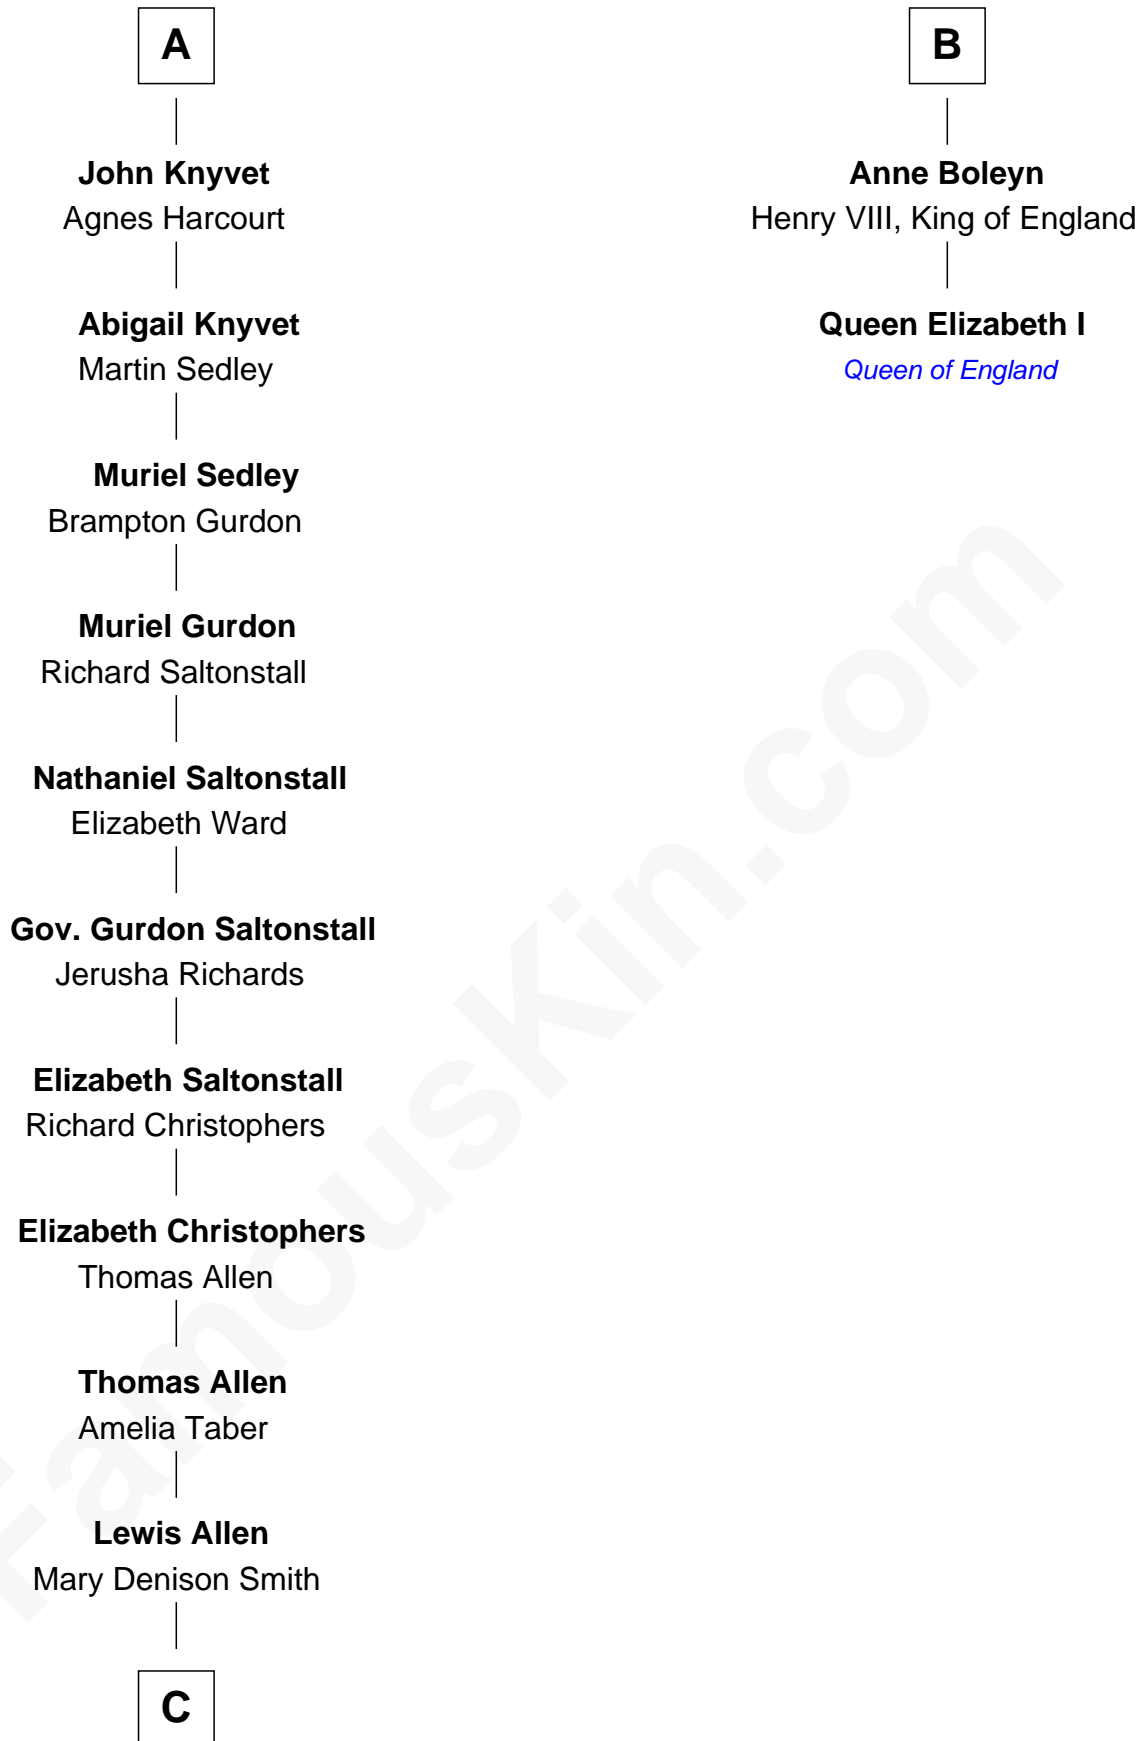 A
John Knyvet
Agnes Harcourt
Abigail Knyvet
Martin Sedley
Muriel Sedley
Brampton Gurdon
Muriel Gurdon
Richard Saltonstall
Nathaniel Saltonstall
Elizabeth Ward
Gov. Gurdon Saltonstall
Jerusha Richards
Elizabeth Saltonstall
Richard Christophers
Elizabeth Christophers
Thomas Allen
Thomas Allen
Amelia Taber
Lewis Allen
Mary Denison Smith
C
B
Anne Boleyn
Henry VIII, King of England
Queen Elizabeth I
Queen of England
FamousKin.com